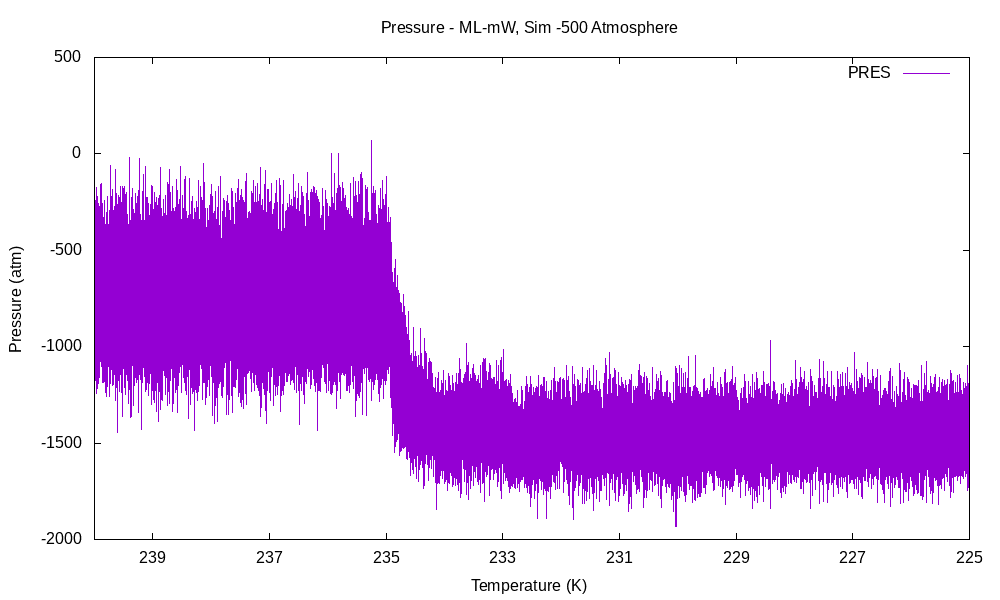 Pressure - ML-mW, Sim -500 Atmosphere
PRES
500
0
-500
-1000
-1500
-2000
Pressure (atm)
239 237 235 233 231 229 227 225
Temperature (K)